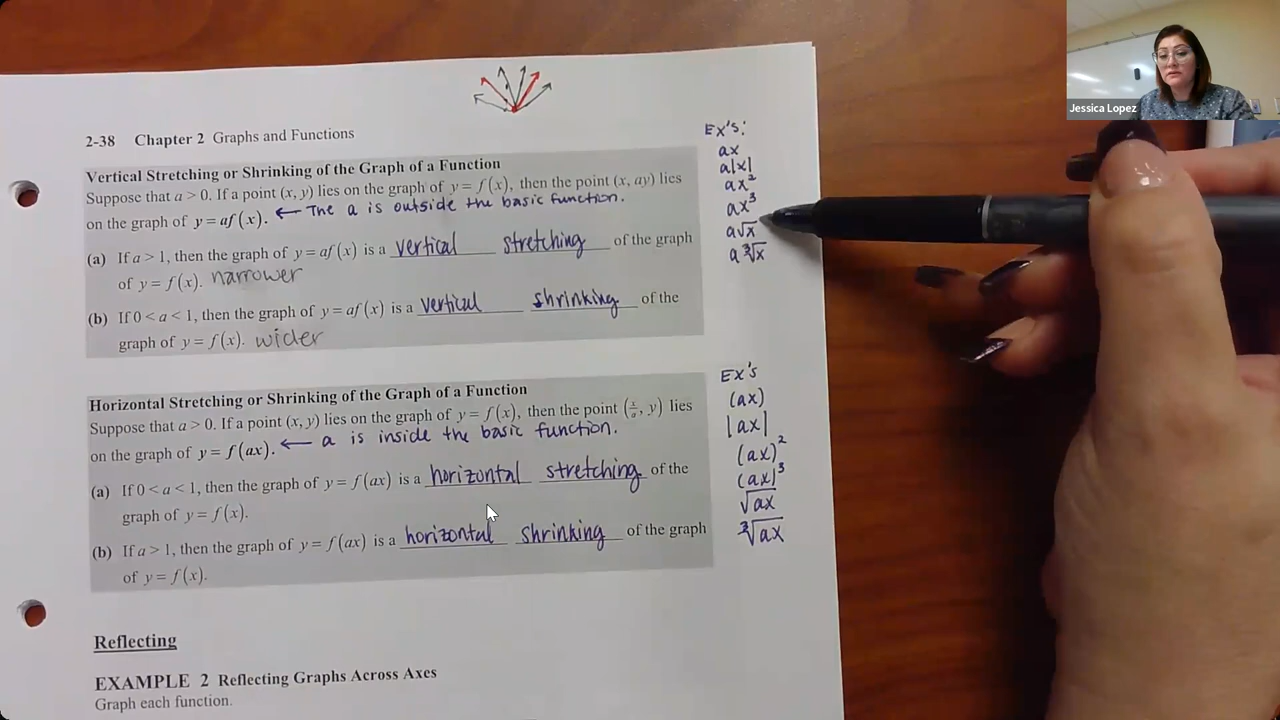 Jessica Lopez
2-38 Chapter 2 Graphs and Functions
Vertical Stretching or Shrinking of the Graph of a Function
Suppose that a > 0. If a point (x, y) lies on the graph of y = f(x), then the point (x, ay) lies
on the graph of y = af(x). ← The a is outside the basic function.
(a) If a > 1, then the graph of y = af(x) is a vertical stretching of the graph
of y = f(x). narrower
(b) If 0 < a < 1, then the graph of y = af(x) is a vertical shrinking of the
graph of y = f(x). wider
Ex's:
ax
a|x|
ax²
ax³
a√x
a∛x
Horizontal Stretching or Shrinking of the Graph of a Function
Suppose that a > 0. If a point (x, y) lies on the graph of y = f(x), then the point (x/a, y) lies
on the graph of y = f(ax). ← a is inside the basic function.
(a) If 0 < a < 1, then the graph of y = f(ax) is a horizontal stretching of the
graph of y = f(x).
(b) If a > 1, then the graph of y = f(ax) is a horizontal shrinking of the graph
of y = f(x).
Ex's
(ax)
|ax|
(ax)²
(ax)³
√ax
∛ax
Reflecting
EXAMPLE 2 Reflecting Graphs Across Axes
Graph each function.